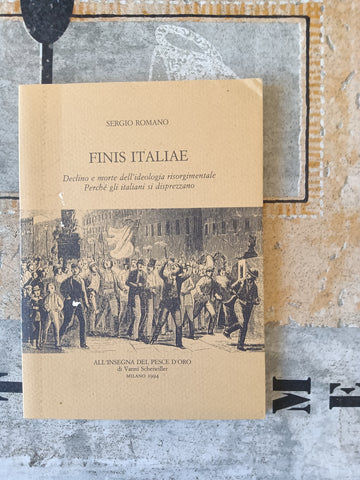 SERGIO ROMANO
FINIS ITALIAE
Declino e morte dell'ideologia risorgimentale
Perché gli italiani si disprezzano
ALL'INSEGNA DEL PESCE D'ORO
di Vanni Scheiwiller
MILANO 1994
M